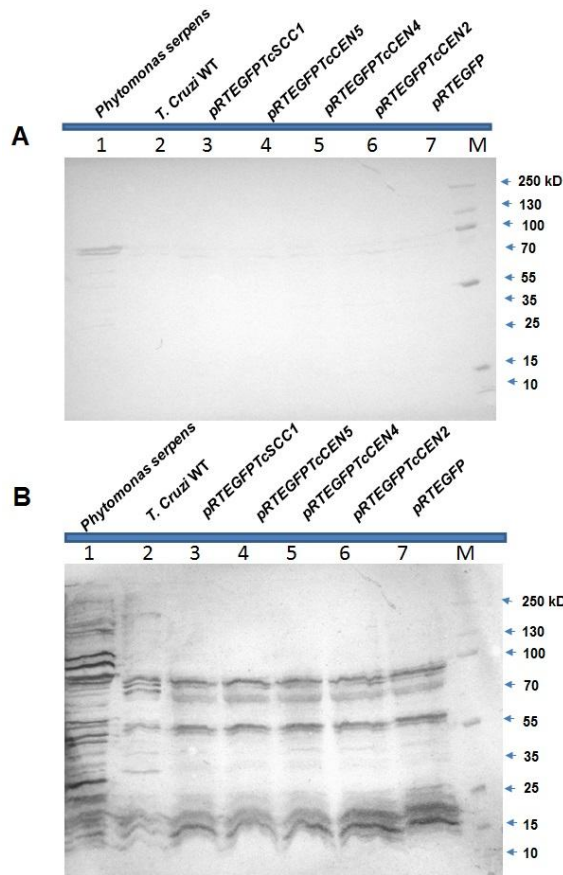 Phytomonas serpens
T. Cruzi WT
pRTEGFPTcSCC1
pRTEGFPTcCEN5
pRTEGFPTcCEN4
pRTEGFPTcCEN2
pRTEGFP
A
1 2 3 4 5 6 7 M
250 kD
130
100
70
55
35
25
15
10
Phytomonas serpens
T. Cruzi WT
pRTEGFPTcSCC1
pRTEGFPTcCEN5
pRTEGFPTcCEN4
pRTEGFPTcCEN2
pRTEGFP
B
1 2 3 4 5 6 7 M
250 kD
130
100
70
55
35
25
15
10